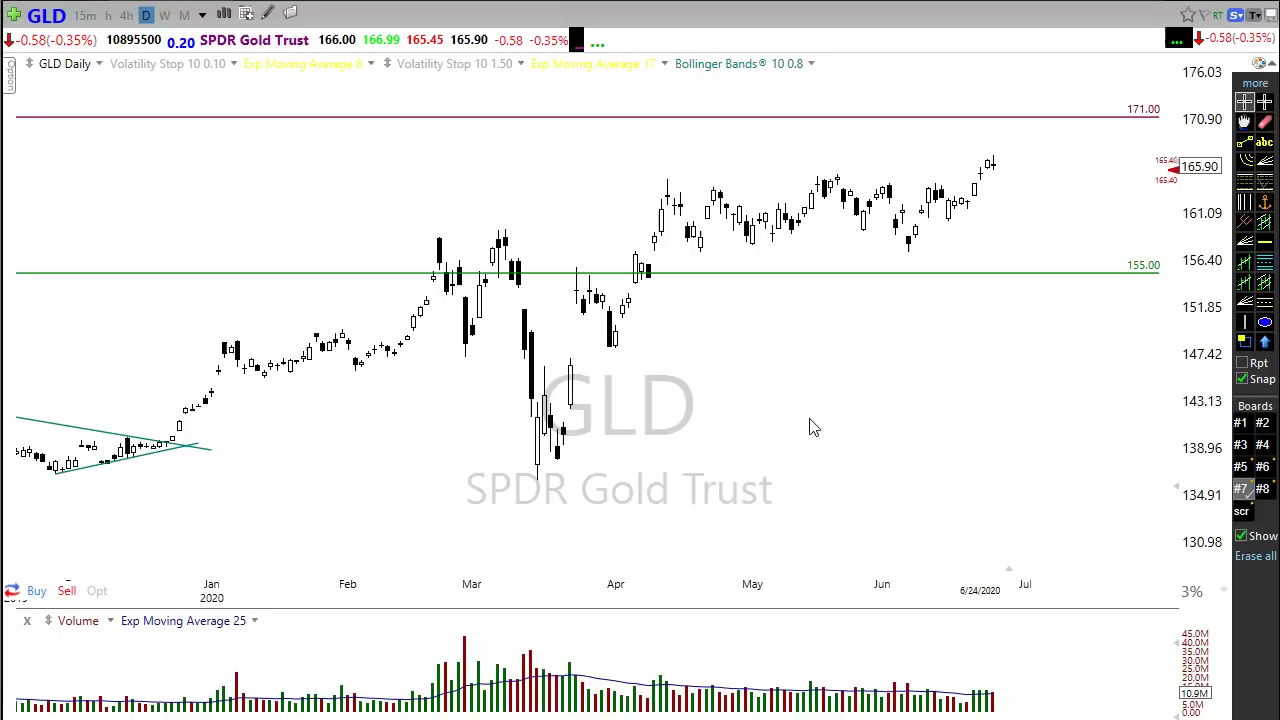 GLD 15m h 4h D W M RT S T
-0.58(-0.35%) 10895500 0.20 SPDR Gold Trust 166.00 166.99 165.45 165.90 -0.58 -0.35% ... ... -0.58(-0.35%)
Option
GLD Daily Volatility Stop 10 0.10 Exp Moving Average 8 Volatility Stop 10 1.50 Exp Moving Average 17 Bollinger Bands® 10 0.8
176.03
more
171.00
170.90
abc
165.40
165.90
165.40
161.09
155.00
156.40
151.85
147.42
Rpt
Snap
GLD
143.13
Boards
#1 #2
138.96
#3 #4
#5 #6
SPDR Gold Trust
134.91
#7 #8
scr
130.98
Show
Erase all
Buy Sell Opt
Jan Feb Mar Apr May Jun Jul
2020 6/24/2020
3%
X Volume Exp Moving Average 25
45.0M
40.0M
35.0M
30.0M
25.0M
20.0M
10.9M
5.0M
0.00